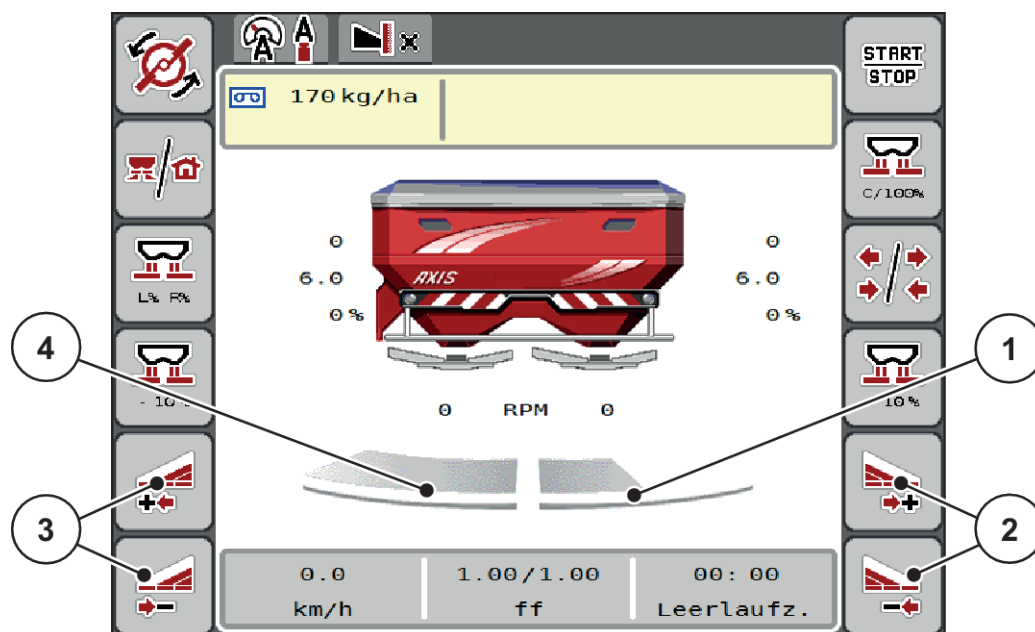 A A
START
STOP
170 kg/ha
C/100%
0 0
6.0 AXIS 6.0
L% R%
0% 0%
4
1
- 10%
10%
0 RPM 0
3
2
0.0 1.00/1.00 00:00
km/h ff Leerlaufz.